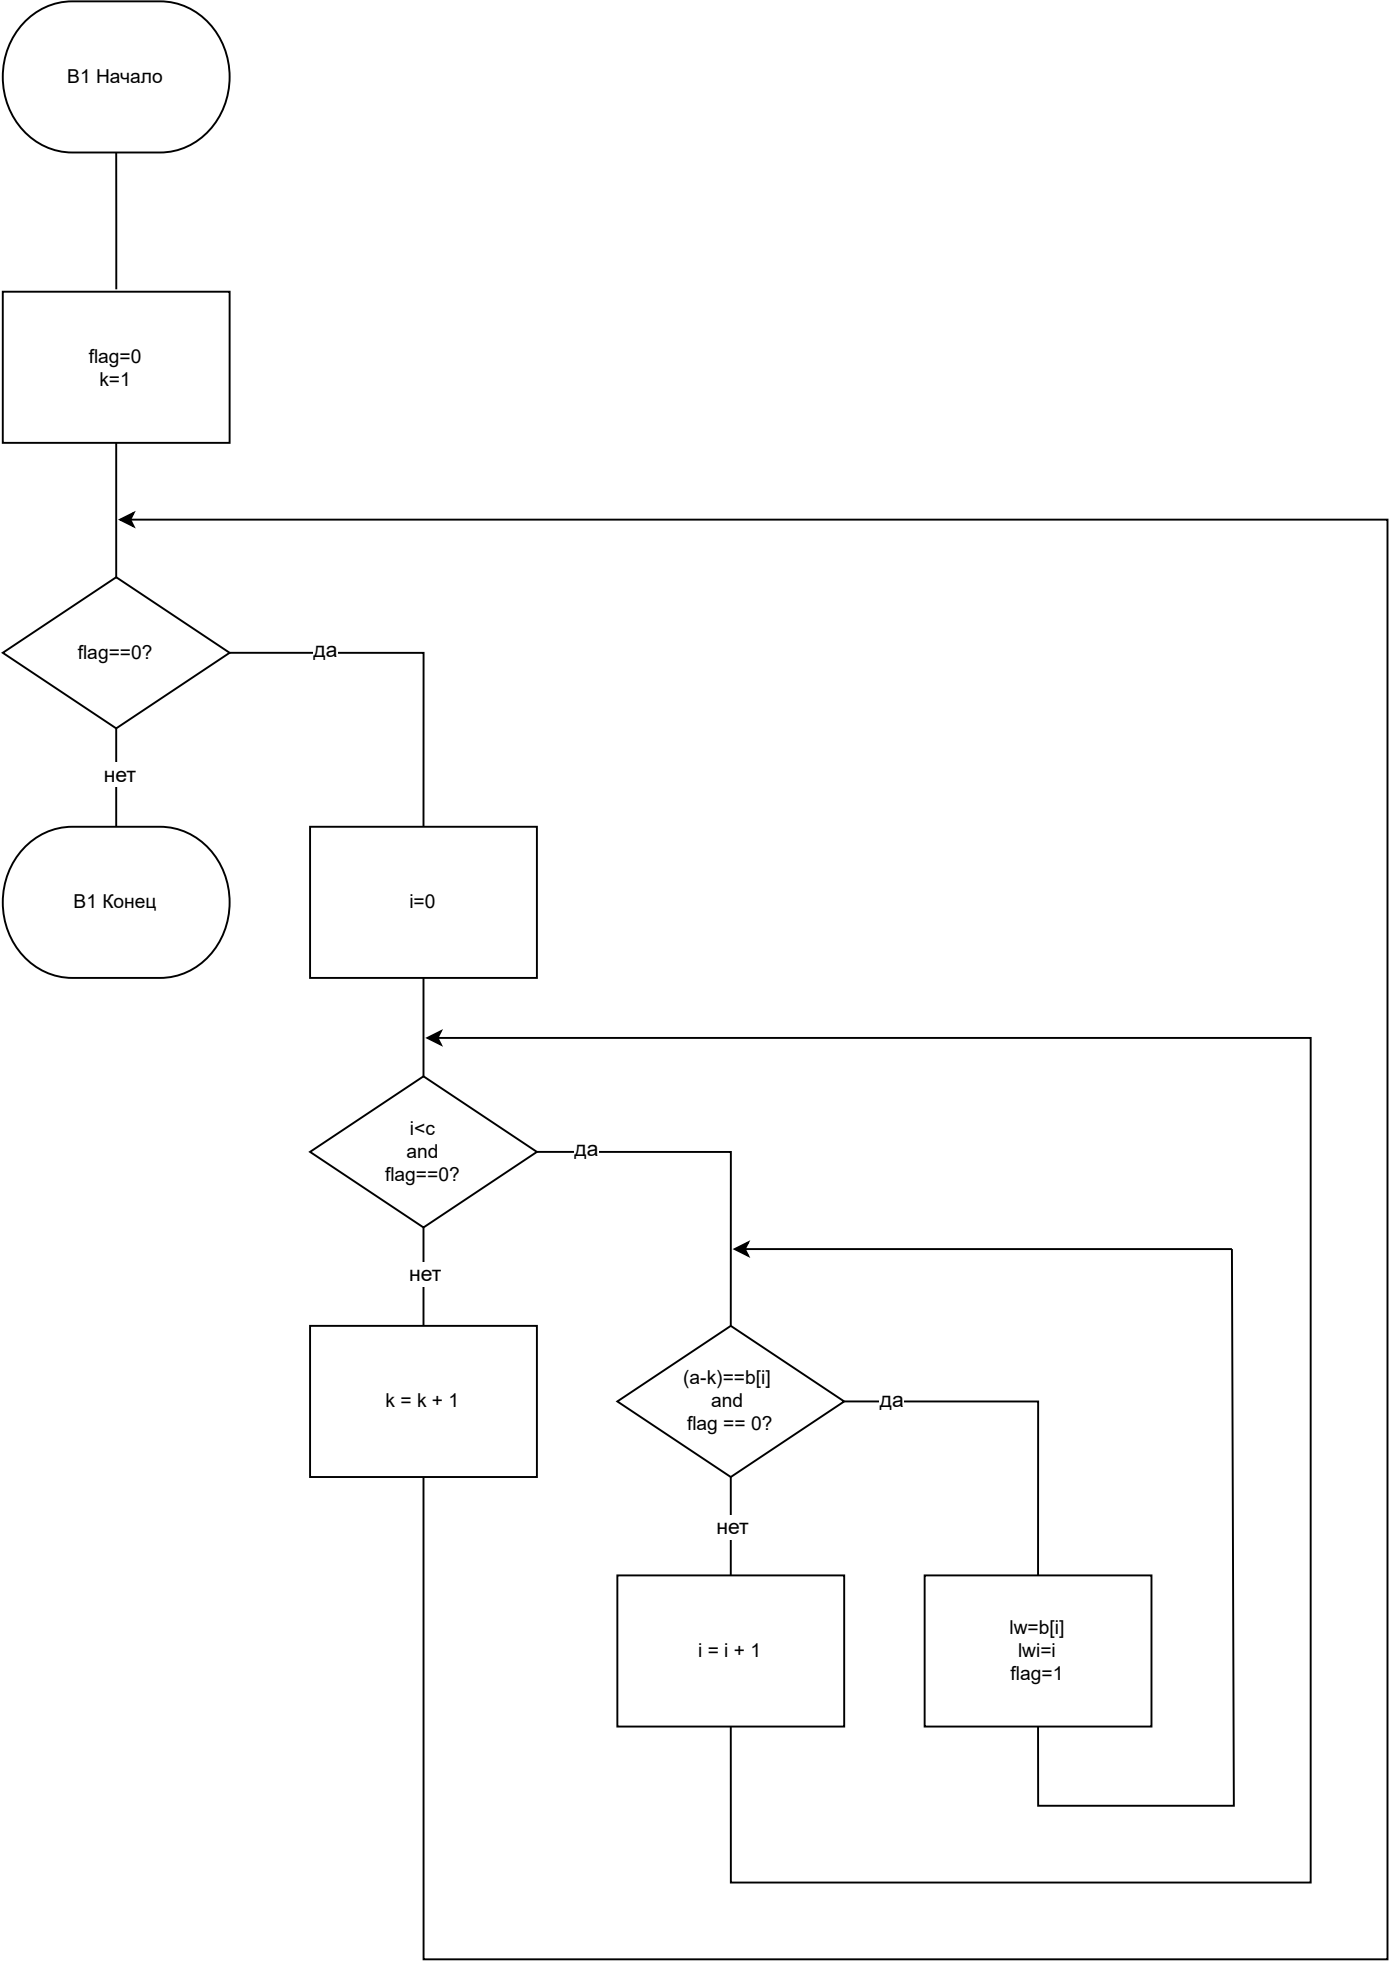 B1 Начало
flag=0
k=1
flag==0?
да
нет
B1 Конец
i=0
i<c
and
flag==0?
да
нет
k = k + 1
(a-k)==b[i]
and
flag == 0?
да
нет
i = i + 1
lw=b[i]
lwi=i
flag=1